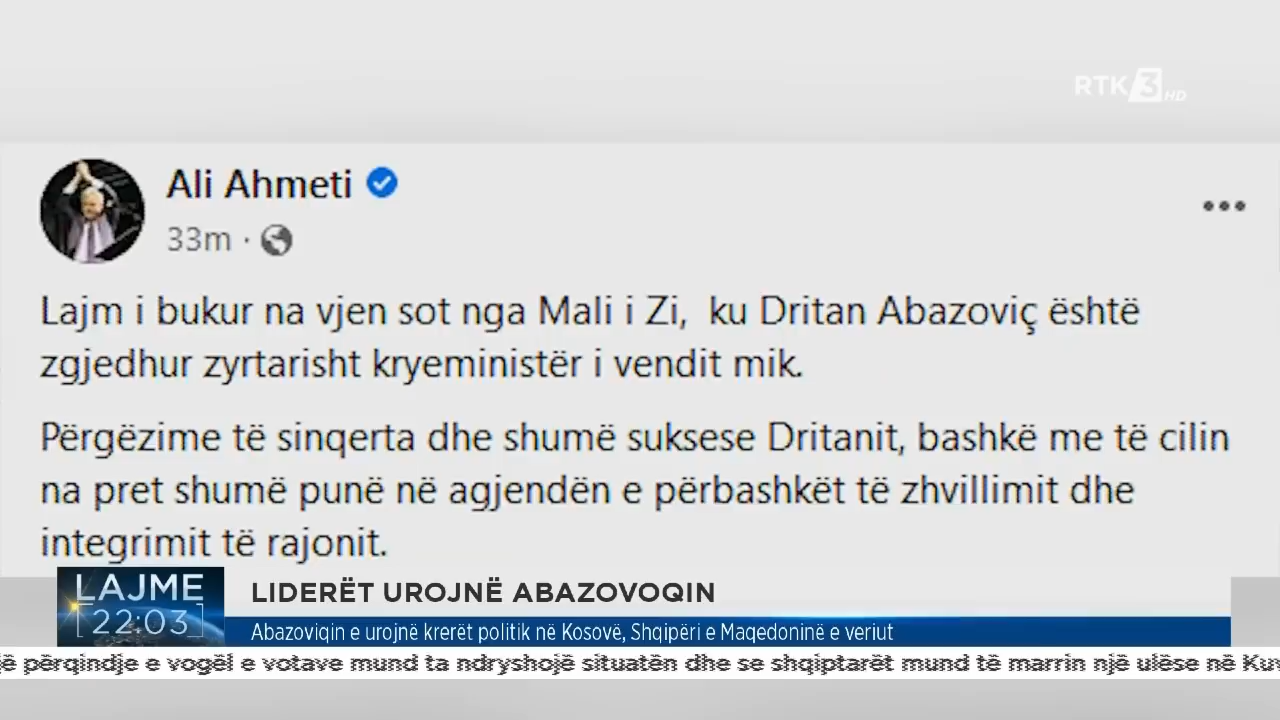 RTK 3 HD
Ali Ahmeti
33m ·
Lajm i bukur na vjen sot nga Mali i Zi, ku Dritan Abazoviç është
zgjedhur zyrtarisht kryeministër i vendit mik.
Përgëzime të sinqerta dhe shumë suksese Dritanit, bashkë me të cilin
na pret shumë punë në agjendën e përbashkët të zhvillimit dhe
integrimit të rajonit.
LAJME
22:03
LIDERËT UROJNË ABAZOVOQIN
Abazoviqin e urojnë krerët politik në Kosovë, Shqipëri e Maqedoninë e veriut
përqindje e vogël e votave mund ta ndryshojë situatën dhe se shqiptarët mund të marrin një ulëse në